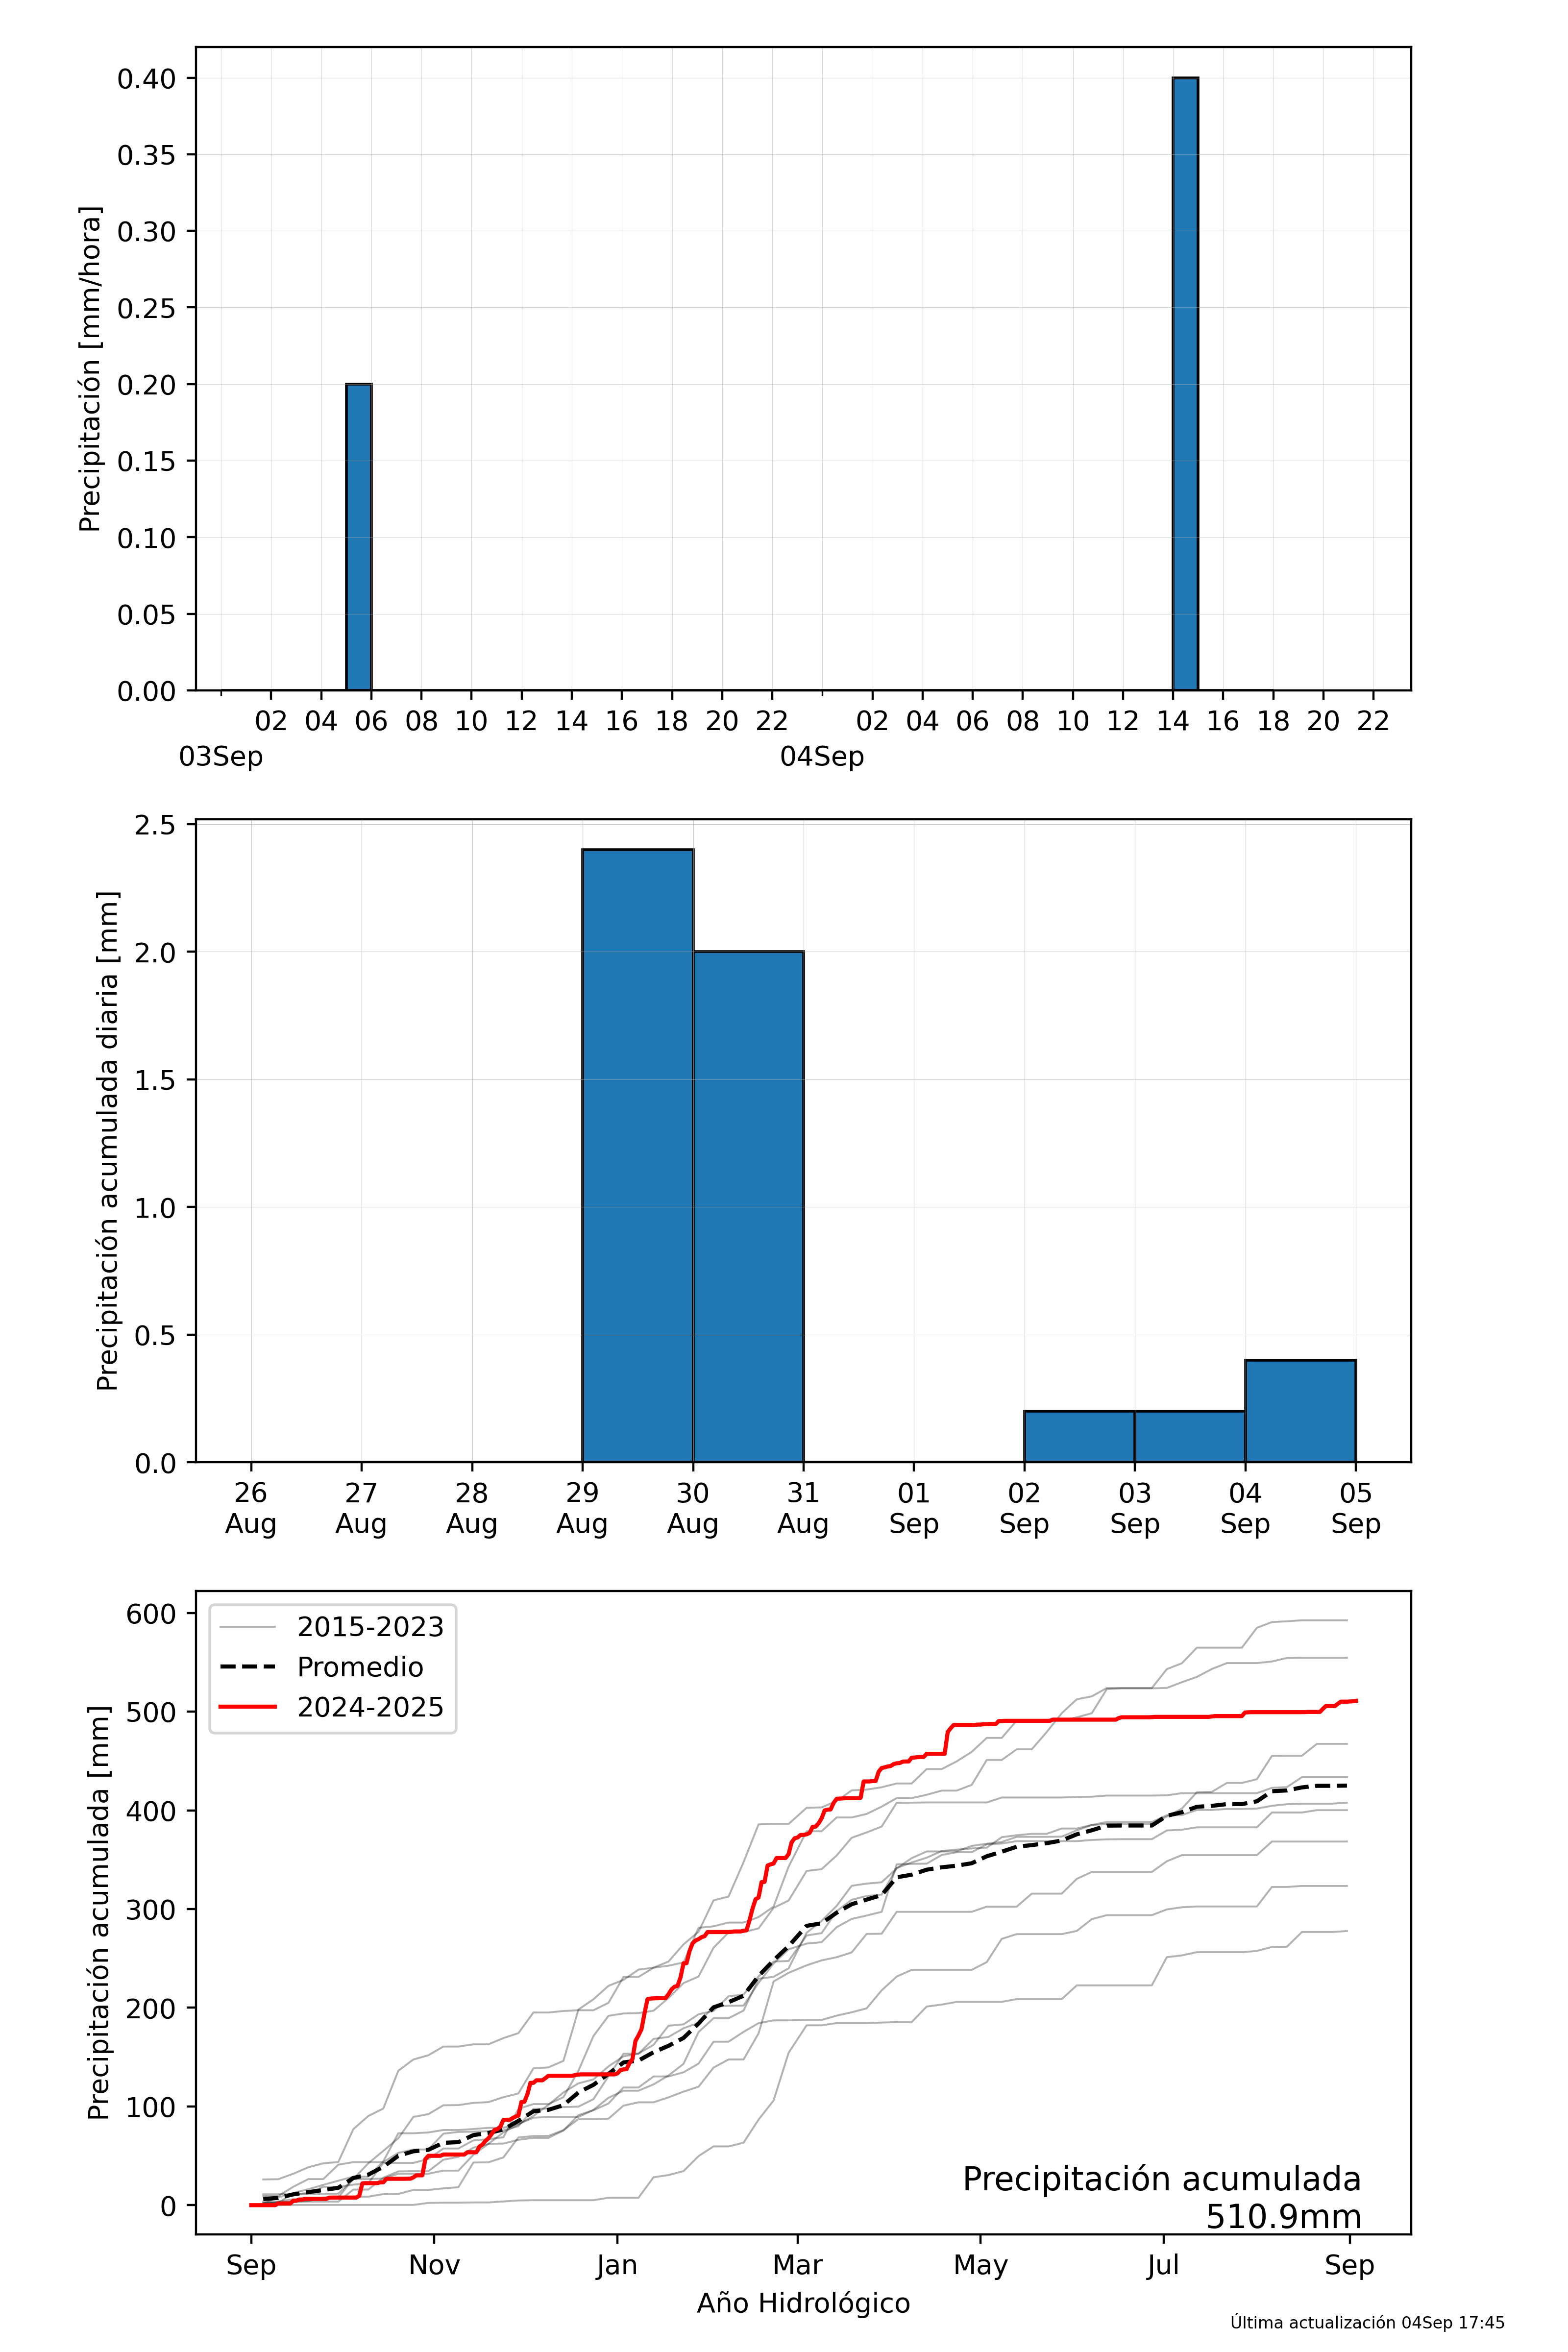 Precipitación [mm/hora]
0.40
0.35
0.30
0.25
0.20
0.15
0.10
0.05
0.00
02 04 06 08 10 12 14 16 18 20 22 02 04 06 08 10 12 14 16 18 20 22
03Sep 04Sep
Precipitación acumulada diaria [mm]
2.5
2.0
1.5
1.0
0.5
0.0
26 27 28 29 30 31 01 02 03 04 05
Aug Aug Aug Aug Aug Aug Sep Sep Sep Sep Sep
Precipitación acumulada [mm]
600
500
400
300
200
100
0
2015-2023
Promedio
2024-2025
Precipitación acumulada
510.9mm
Sep Nov Jan Mar May Jul Sep
Año Hidrológico
Última actualización 04Sep 17:45